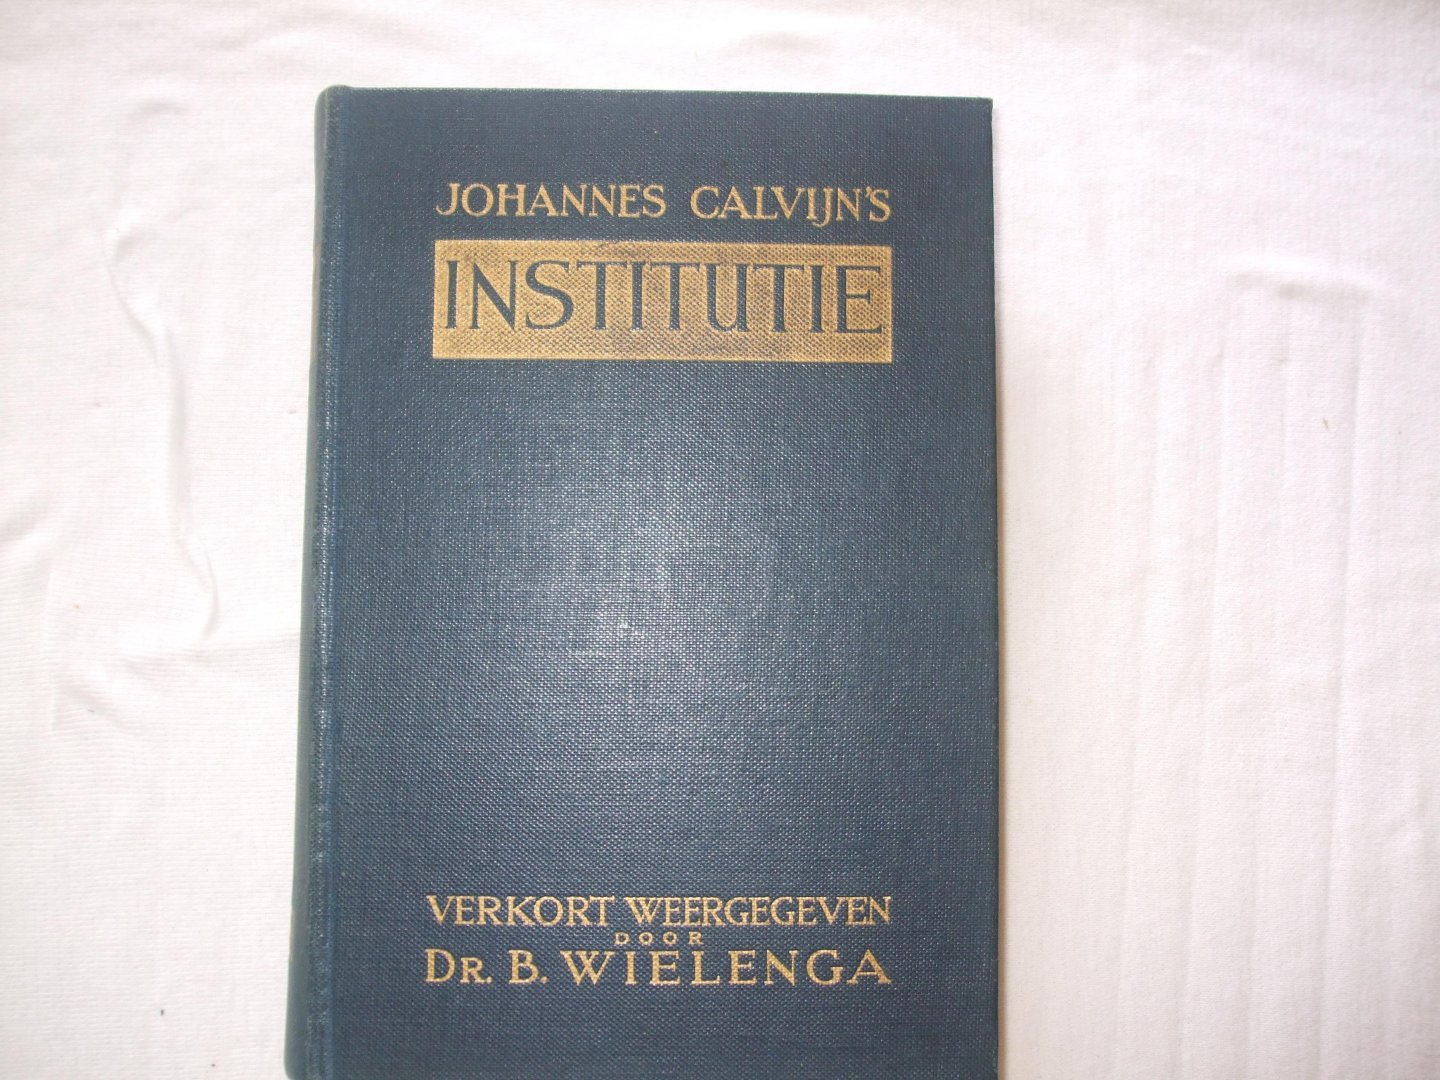 JOHANNES CALVIJN'S
INSTITUTIE
VERKORT WEERGEGEVEN
DOOR
DR. B. WIELENGA